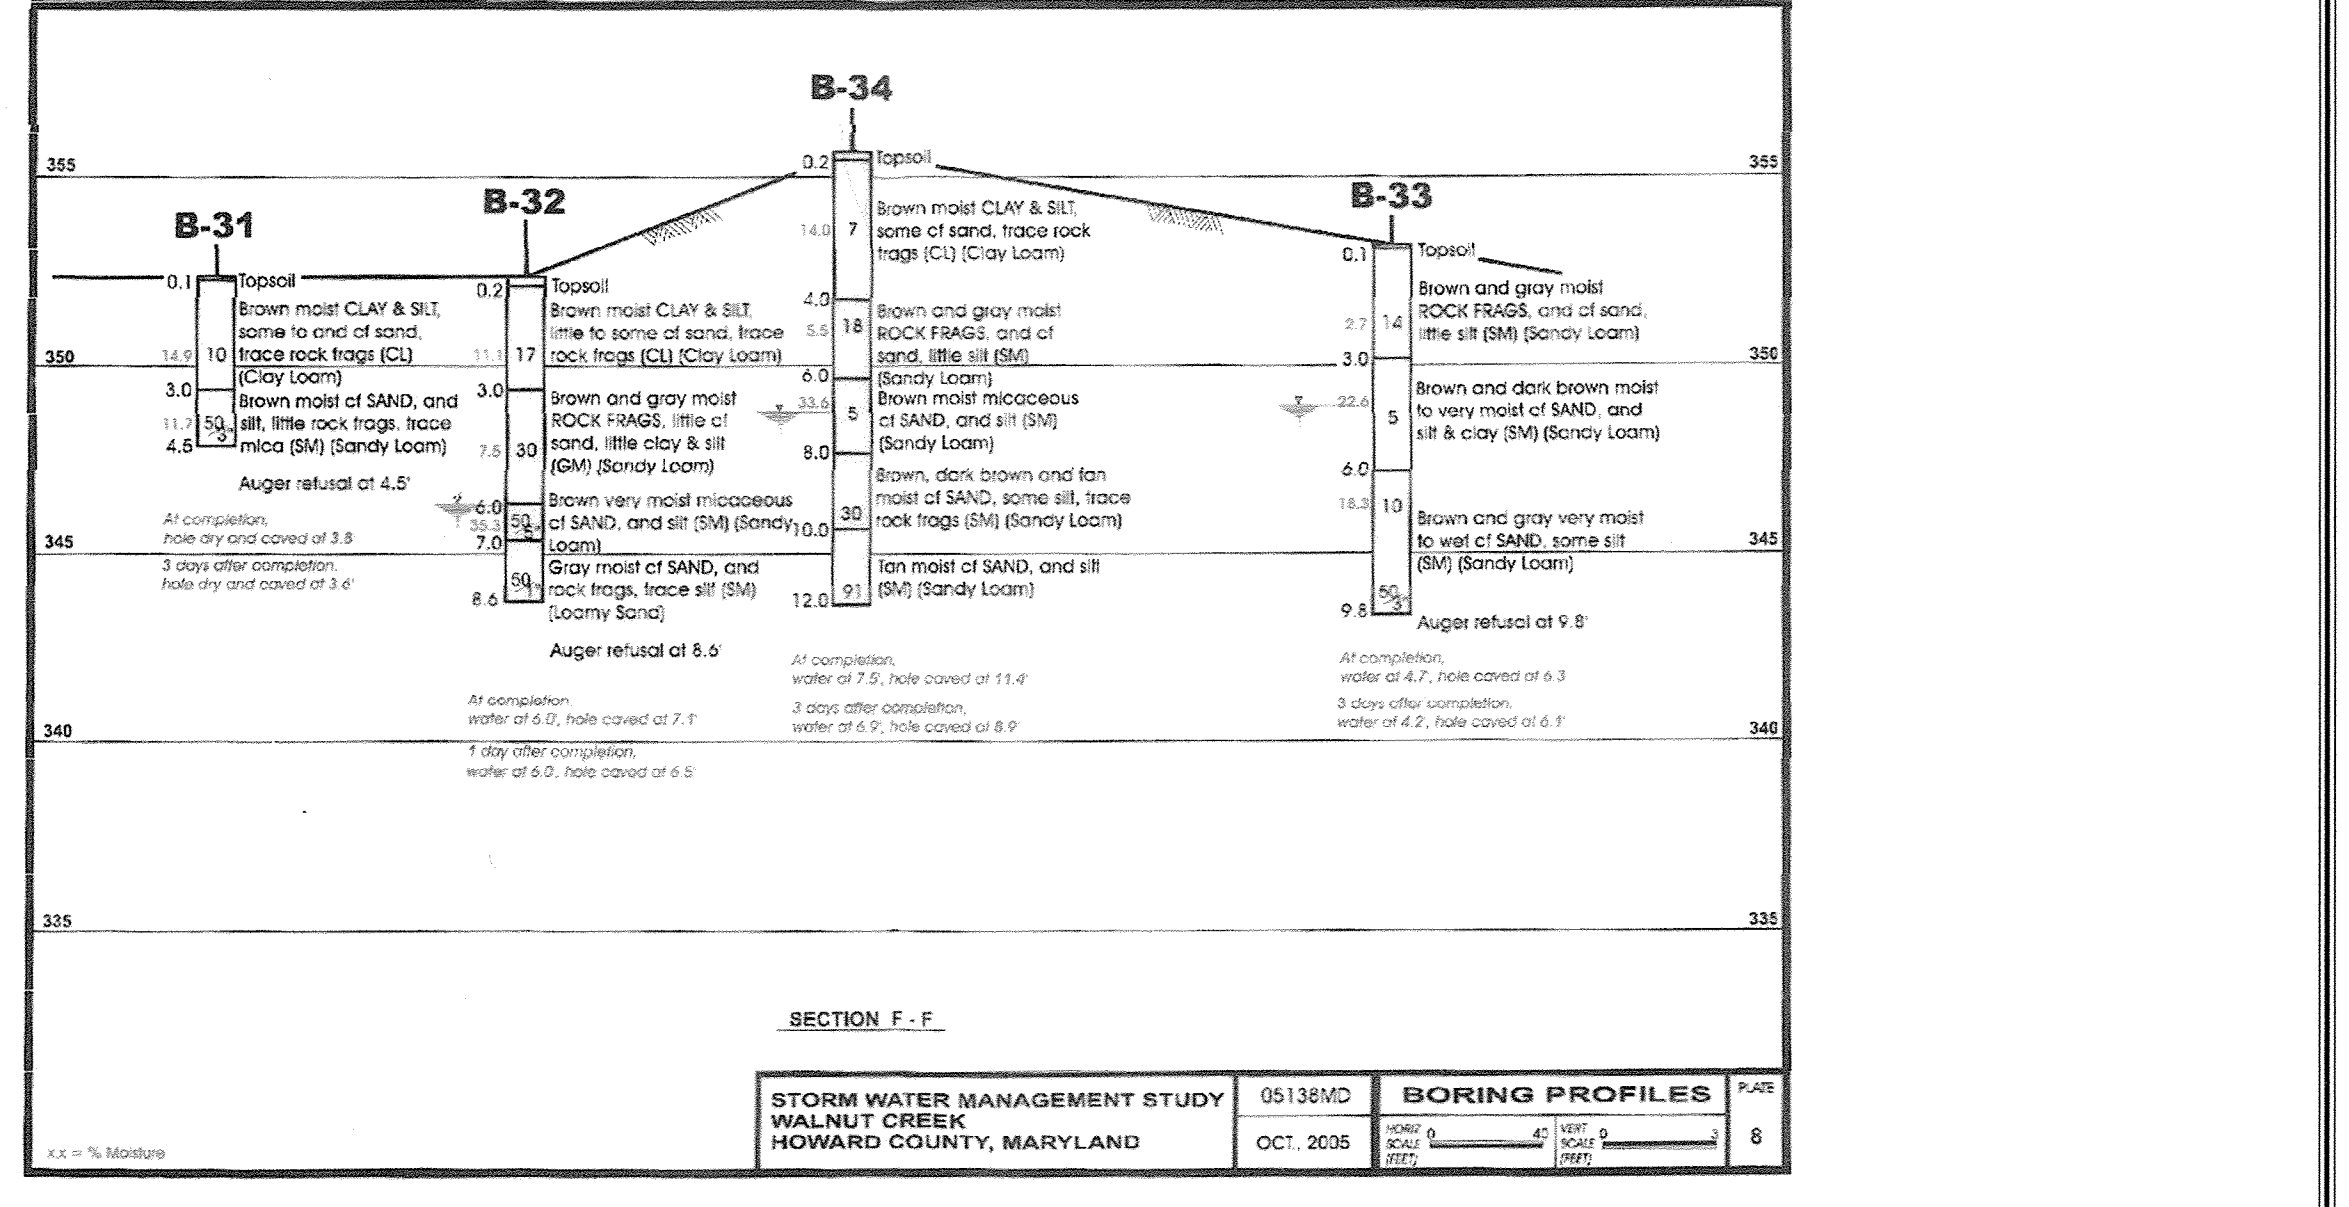 B-34
355
0.2
Topsoil
355
B-32
B-33
B-31
14.0
7
Brown moist CLAY & SILT,
some cf sand, trace rock
frags (CL) (Clay Loam)
0.1
Topsoil
0.2
Topsoil
0.1
Topsoil
Brown moist CLAY & SILT,
some to and cf sand,
trace rock frags (CL)
(Clay Loam)
14.9
10
350
3.0
Brown moist cf SAND, and
silt, little rock frags, trace
mica (SM) (Sandy Loam)
11.7
50/3"
4.5
Auger refusal at 4.5'
At completion,
hole dry and caved at 3.8
3 days after completion,
hole dry and caved at 3.6'
345
Brown moist CLAY & SILT,
little to some cf sand, trace
rock frags (CL) (Clay Loam)
11.1
17
3.0
Brown and gray moist
ROCK FRAGS, little cf
sand, little clay & silt
(GM) (Sandy Loam)
7.5
30
6.0
Brown very moist micaceous
cf SAND, and silt (SM) (Sandy
Loam)
35.3
50/5"
7.0
Gray moist cf SAND, and
rock frags, trace silt (SM)
(Loamy Sand)
50/1"
8.6
Auger refusal at 8.6'
At completion,
water at 6.0', hole caved at 7.1'
1 day after completion,
water at 6.0', hole caved at 6.5'
4.0
Brown and gray moist
ROCK FRAGS, and cf
sand, little silt (SM)
(Sandy Loam)
5.5
18
6.0
Brown moist micaceous
cf SAND, and silt (SM)
(Sandy Loam)
33.6
5
8.0
Brown, dark brown and tan
moist cf SAND, some silt, trace
rock frags (SM) (Sandy Loam)
30
10.0
Tan moist cf SAND, and silt
(SM) (Sandy Loam)
91
12.0
At completion,
water at 7.5', hole caved at 11.4'
3 days after completion,
water at 6.9', hole caved at 8.9'
Brown and gray moist
ROCK FRAGS, and cf sand,
little silt (SM) (Sandy Loam)
2.7
14
350
3.0
Brown and dark brown moist
to very moist cf SAND, and
silt & clay (SM) (Sandy Loam)
22.6
5
6.0
10
Brown and gray very moist
to wet cf SAND, some silt
(SM) (Sandy Loam)
345
50/3"
9.8
Auger refusal at 9.8'
At completion,
water at 4.7', hole caved at 6.3
3 days after completion,
water at 4.2', hole caved at 6.1'
340
340
335
335
SECTION F - F
STORM WATER MANAGEMENT STUDY
WALNUT CREEK
HOWARD COUNTY, MARYLAND
05138MD
OCT., 2005
BORING PROFILES
HORIZ
SCALE
(FEET)
0
40
VERT
SCALE
(FEET)
0
3
PLATE
8
x.x = % Moisture